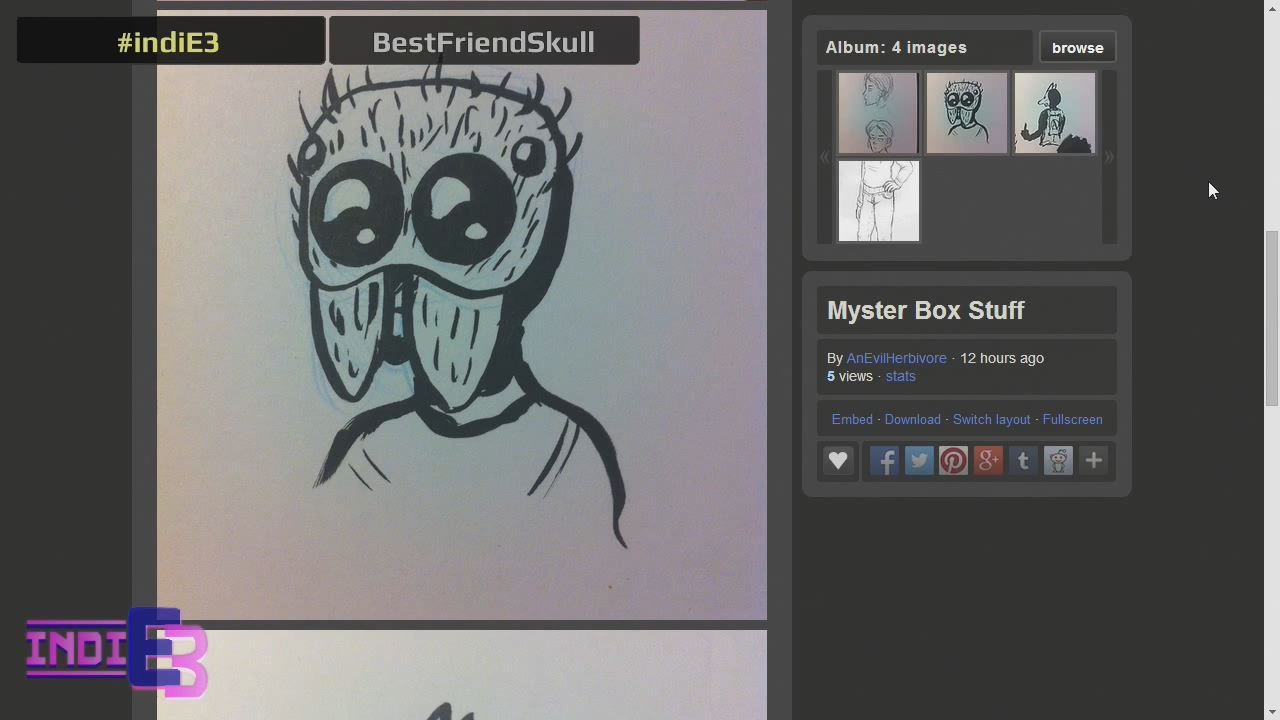 #indiE3
BestFriendSkull
Album: 4 images
browse
«
»
Myster Box Stuff
By AnEvilHerbivore · 12 hours ago
5 views · stats
Embed · Download · Switch layout · Fullscreen
f
g+
t
+
INDIE3